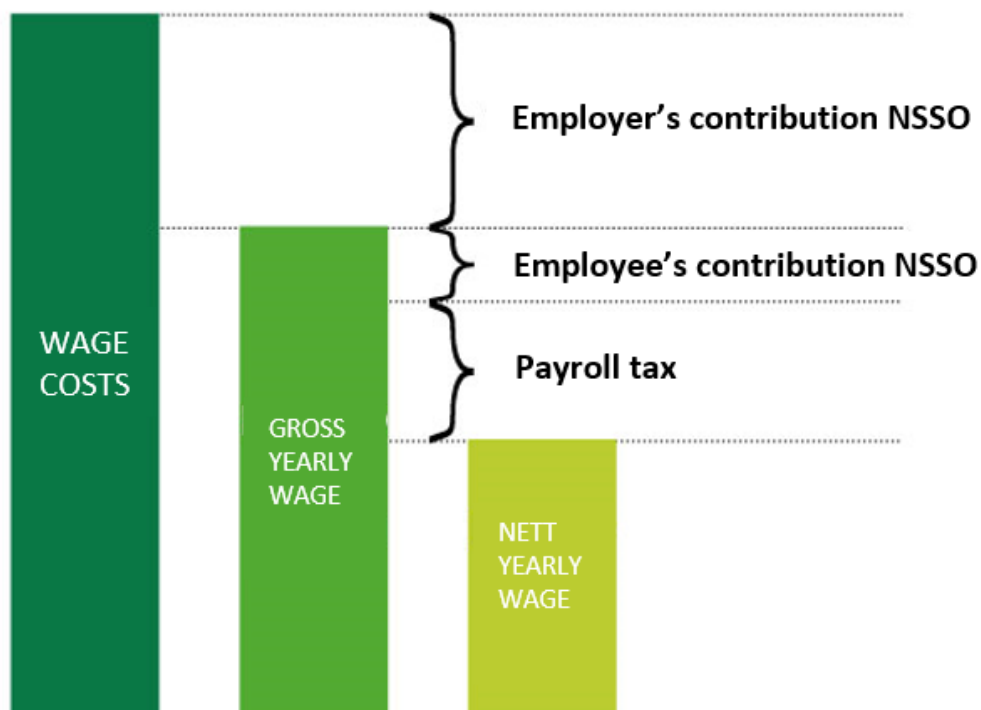 Employer’s contribution NSSO
Employee’s contribution NSSO
WAGE
COSTS
Payroll tax
GROSS
YEARLY
WAGE
NETT
YEARLY
WAGE